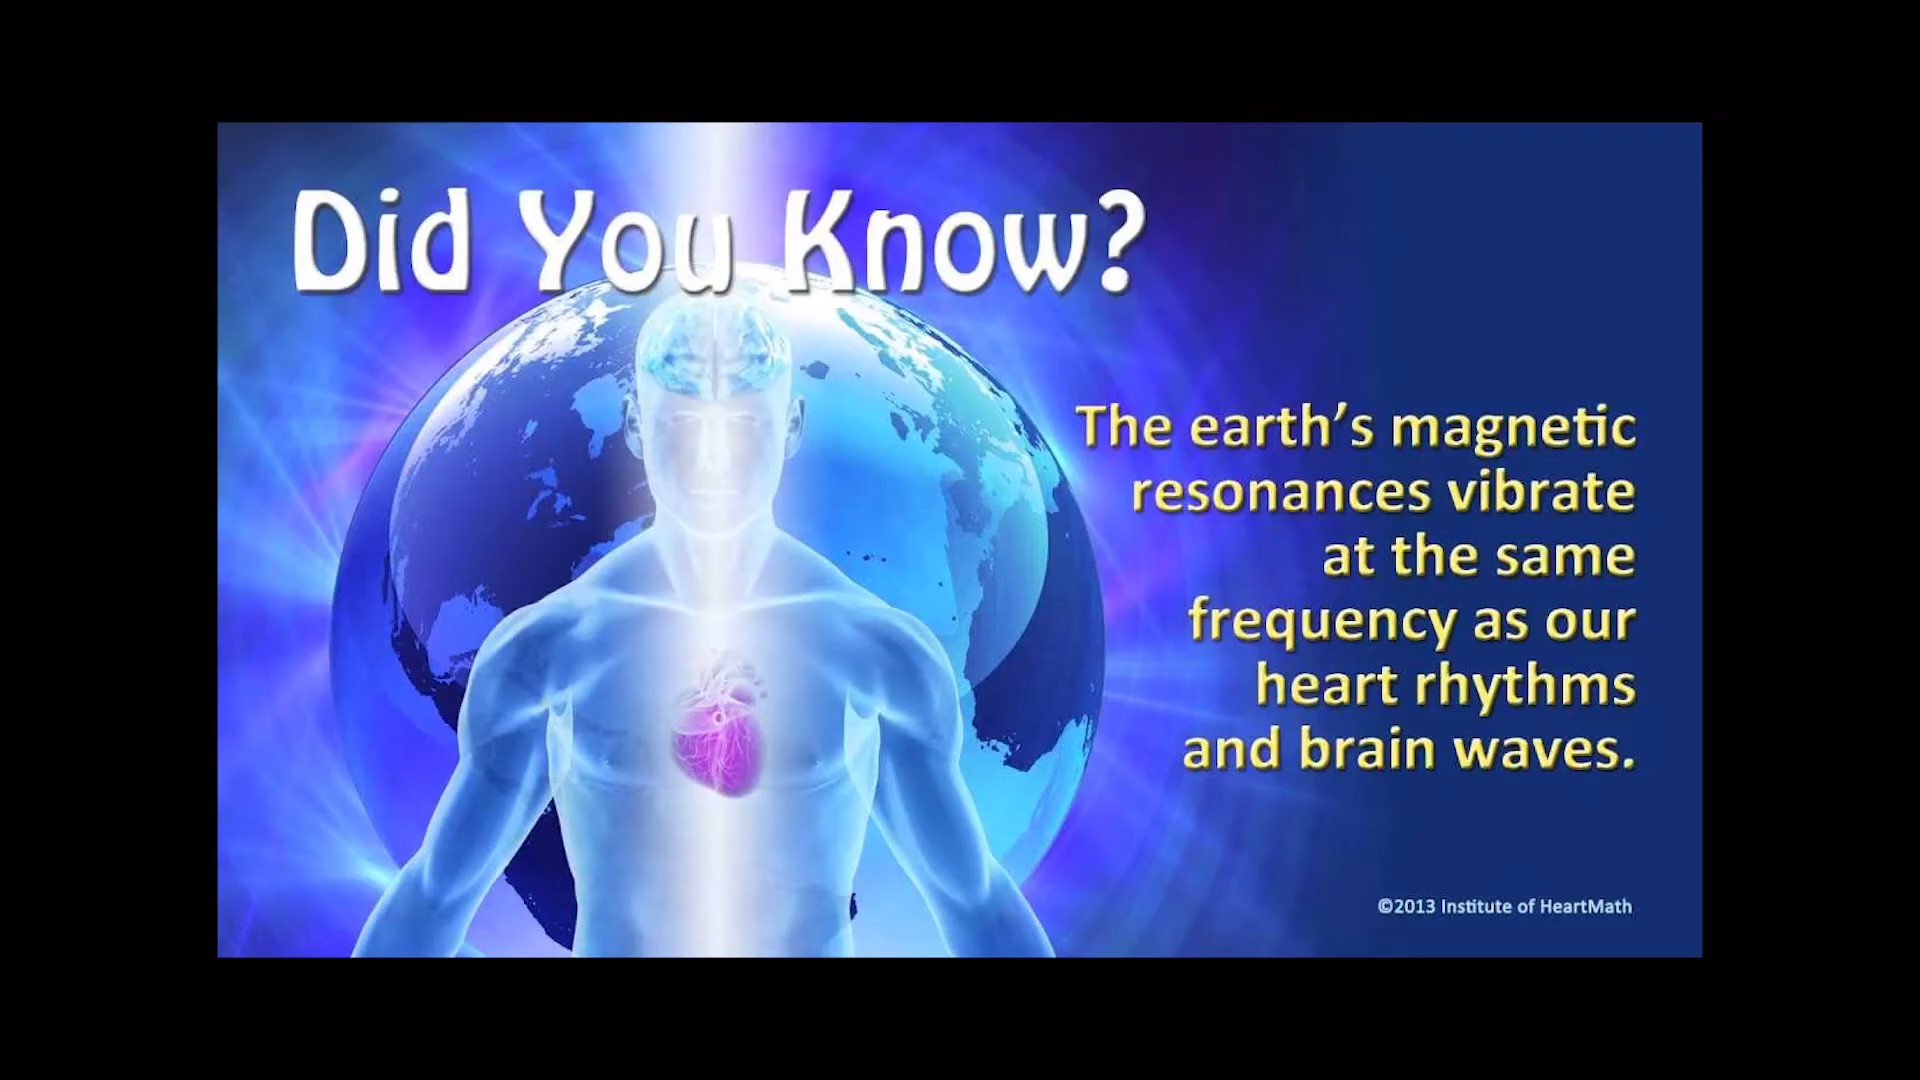 Did You Know?
The earth's magnetic
resonances vibrate
at the same
frequency as our
heart rhythms
and brain waves.
©2013 Institute of HeartMath